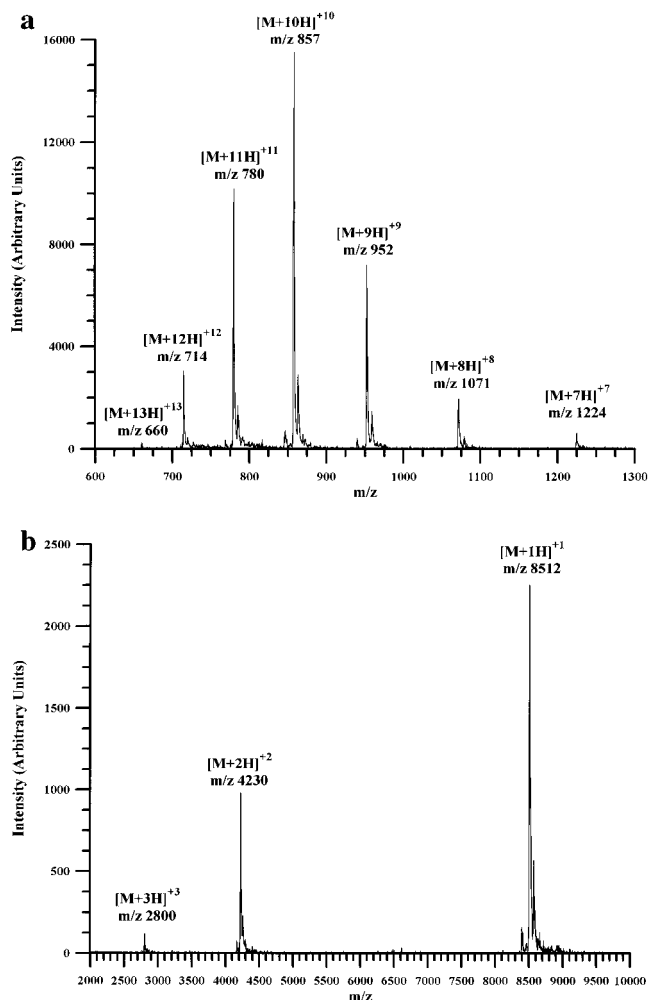 a
[M+10H]+10
m/z 857
16000
[M+11H]+11
m/z 780
12000
[M+9H]+9
m/z 952
8000
Intensity (Arbitrary Units)
[M+12H]+12
m/z 714
4000
[M+8H]+8
m/z 1071
[M+7H]+7
m/z 1224
[M+13H]+13
m/z 660
0
600 700 800 900 1000 1100 1200 1300
m/z
b
2500
[M+1H]+1
m/z 8512
2000
1500
Intensity (Arbitrary Units)
[M+2H]+2
m/z 4230
1000
500
[M+3H]+3
m/z 2800
0
2000 2500 3000 3500 4000 4500 5000 5500 6000 6500 7000 7500 8000 8500 9000 9500 10000
m/z